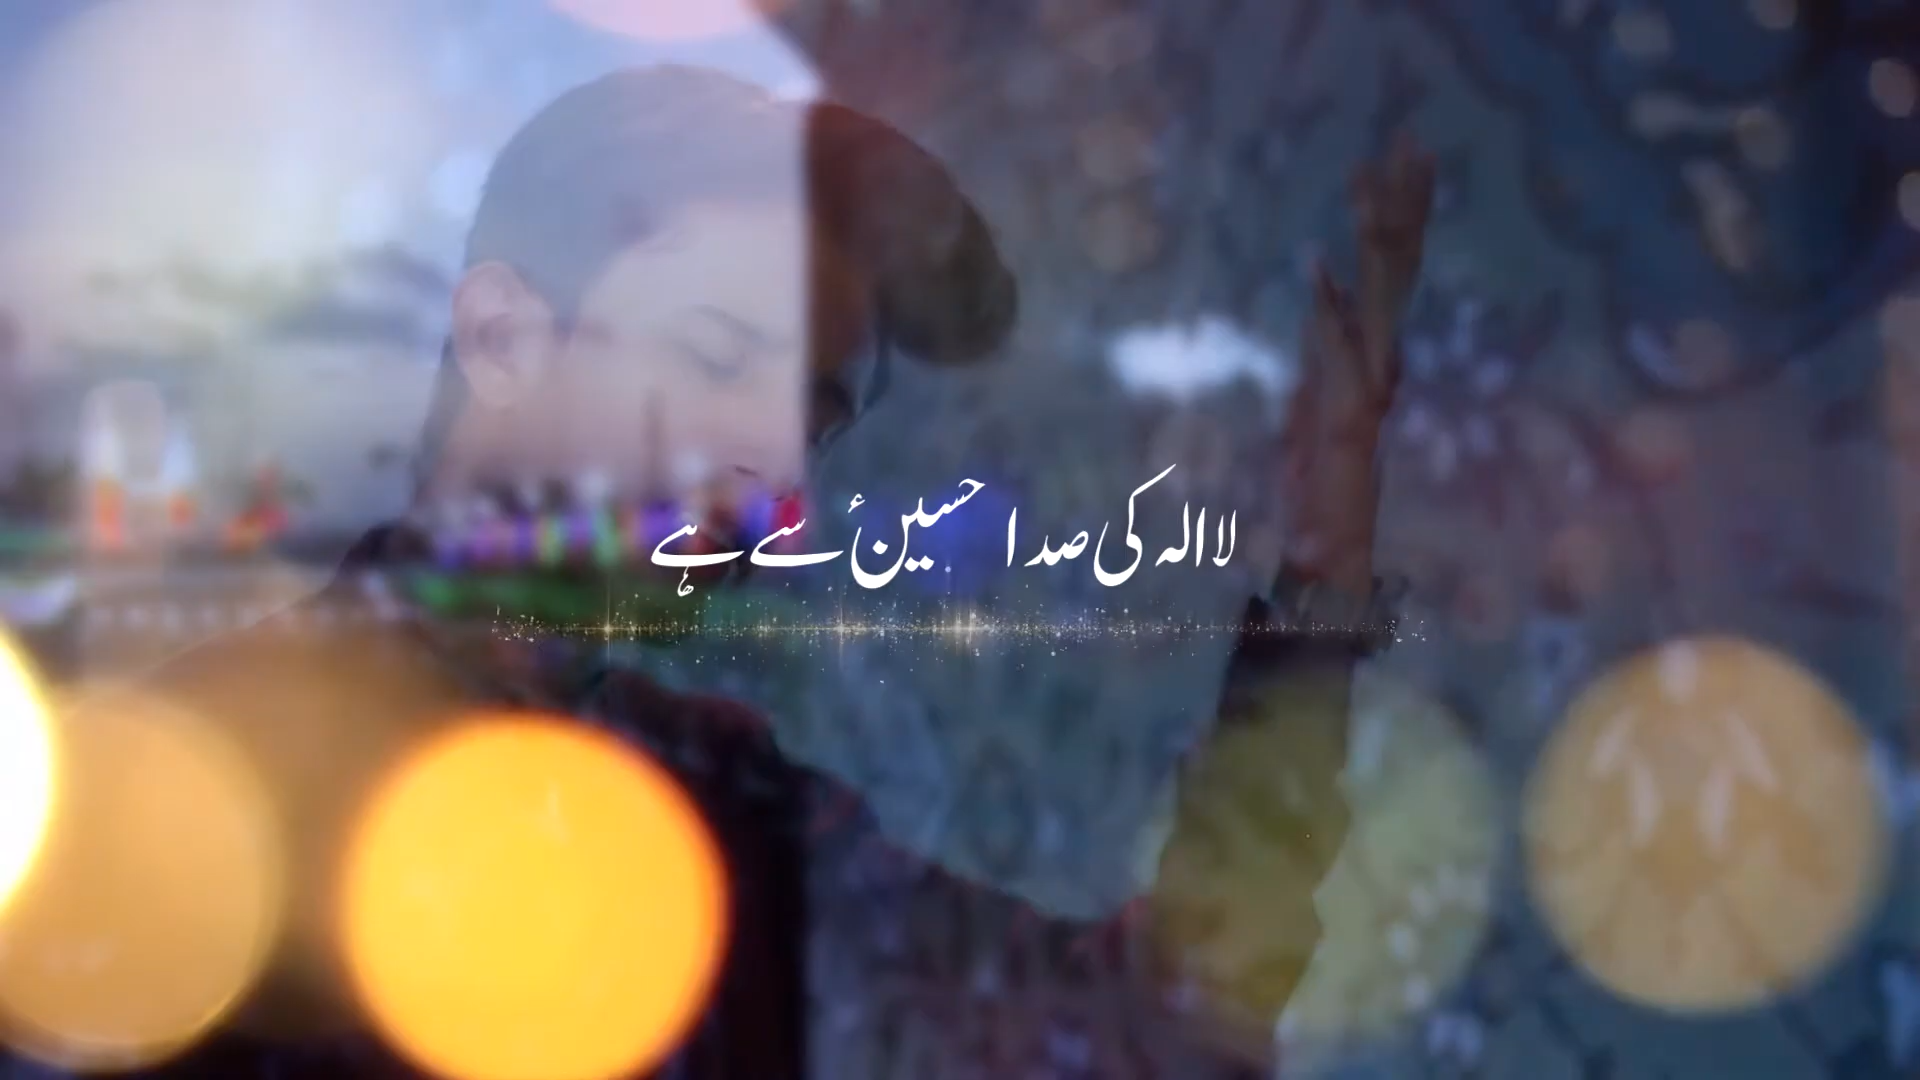 لا الہ کی صدا حسینؑ سے ہے